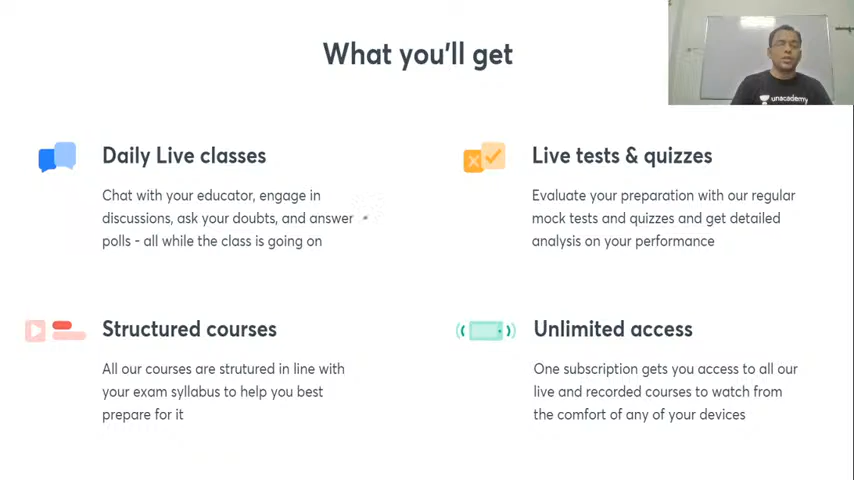 What you'll get
unacademy
Daily Live classes
Chat with your educator, engage in
discussions, ask your doubts, and answer
polls - all while the class is going on
Live tests & quizzes
Evaluate your preparation with our regular
mock tests and quizzes and get detailed
analysis on your performance
Structured courses
All our courses are strutured in line with
your exam syllabus to help you best
prepare for it
Unlimited access
One subscription gets you access to all our
live and recorded courses to watch from
the comfort of any of your devices